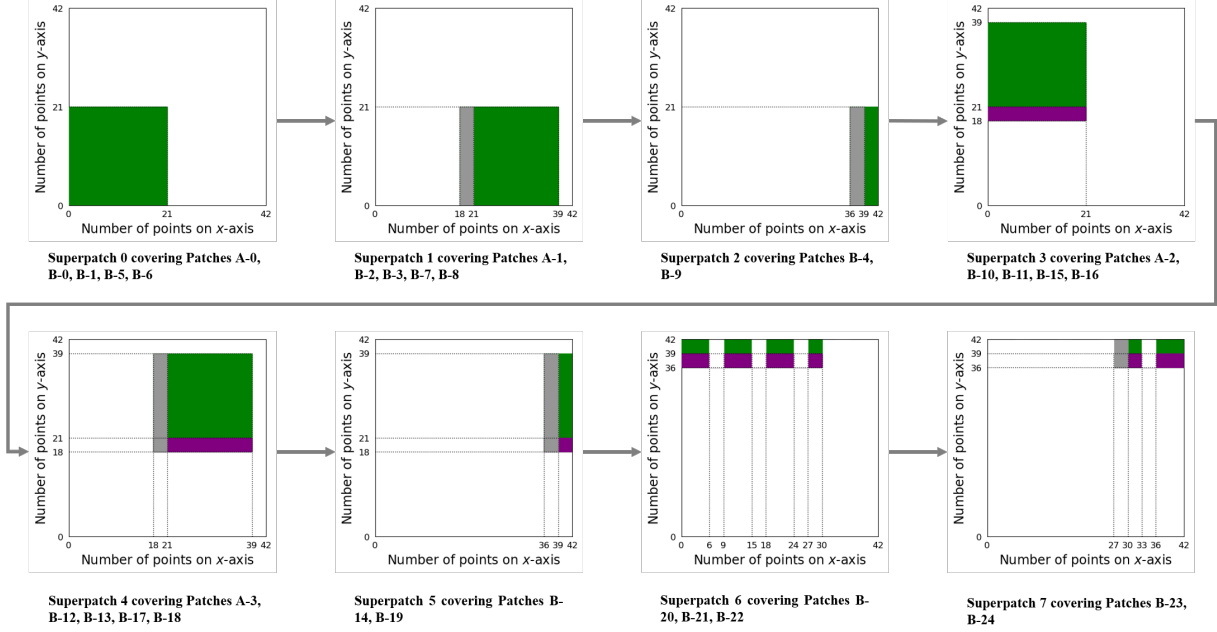 42
21
0
0
21
42
Number of points on y-axis
Number of points on x-axis
Superpatch 0 covering Patches A-0,
B-0, B-1, B-5, B-6
42
21
0
0
18
21
39
42
Number of points on y-axis
Number of points on x-axis
Superpatch 1 covering Patches A-1,
B-2, B-3, B-7, B-8
42
21
0
0
36
39
42
Number of points on y-axis
Number of points on x-axis
Superpatch 2 covering Patches B-4,
B-9
42
39
21
18
0
0
21
42
Number of points on y-axis
Number of points on x-axis
Superpatch 3 covering Patches A-2,
B-10, B-11, B-15, B-16
42
39
21
18
0
0
18
21
39
42
Number of points on y-axis
Number of points on x-axis
Superpatch 4 covering Patches A-3,
B-12, B-13, B-17, B-18
42
39
21
18
0
0
36
39
42
Number of points on y-axis
Number of points on x-axis
Superpatch 5 covering Patches B-
14, B-19
42
39
36
0
0
6
9
15
18
24
27
30
42
Number of points on y-axis
Number of points on x-axis
Superpatch 6 covering Patches B-
20, B-21, B-22
42
39
36
0
0
27
30
33
36
42
Number of points on y-axis
Number of points on x-axis
Superpatch 7 covering Patches B-23,
B-24